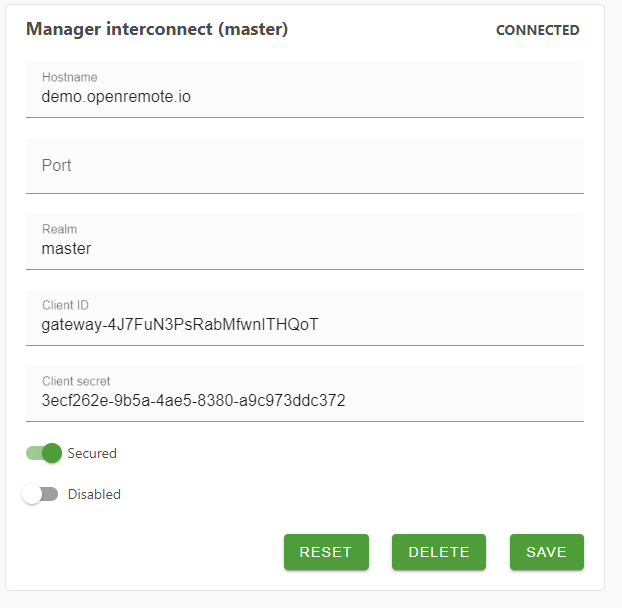 Manager interconnect (master)
CONNECTED
Hostname
demo.openremote.io
Port
Realm
master
Client ID
gateway-4J7FuN3PsRabMfwnITHQoT
Client secret
3ecf262e-9b5a-4ae5-8380-a9c973ddc372
Secured
Disabled
RESET
DELETE
SAVE